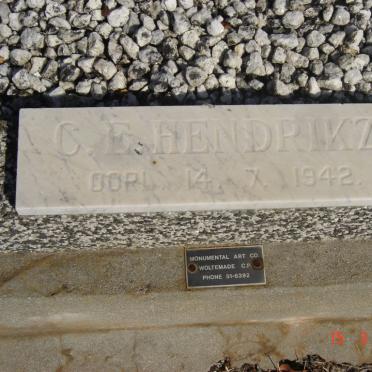 C. E. HENDRIKZ
OORL. 14. 7. 1942.
MONUMENTAL ART CO.
WOLTEMADE C.P.
PHONE 51-6392